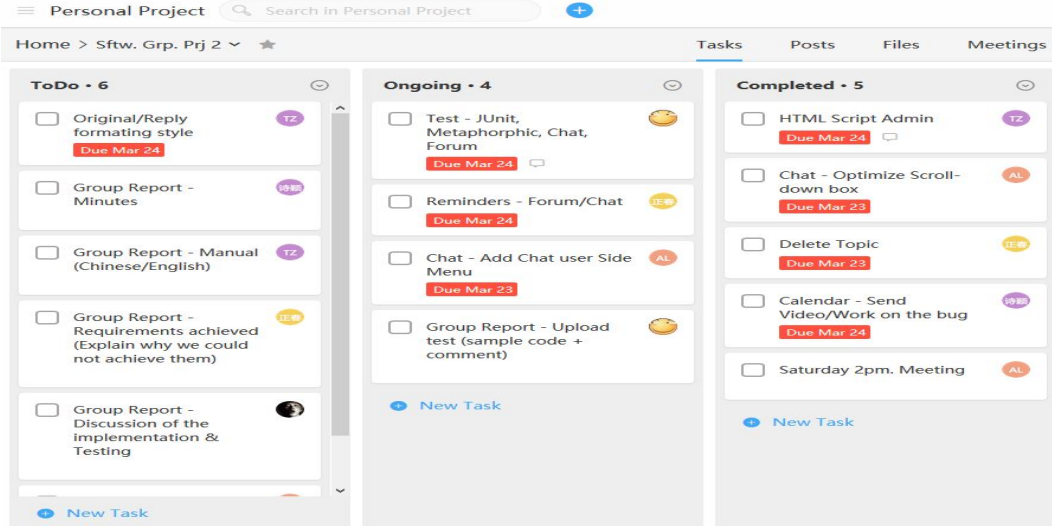 Personal Project
Search in Personal Project
Home > Sftw. Grp. Prj 2
Tasks
Posts
Files
Meetings
ToDo • 6
Original/Reply
formating style
TZ
Due Mar 24
Group Report -
Minutes
诗颖
Group Report - Manual
(Chinese/English)
TZ
Group Report -
Requirements achieved
(Explain why we could
not achieve them)
正春
Group Report -
Discussion of the
implementation &
Testing
New Task
Ongoing • 4
Test - JUnit,
Metaphorphic, Chat,
Forum
Due Mar 24
Reminders - Forum/Chat
正春
Due Mar 24
Chat - Add Chat user Side
Menu
AL
Due Mar 23
Group Report - Upload
test (sample code +
comment)
New Task
Completed • 5
HTML Script Admin
TZ
Due Mar 24
Chat - Optimize Scroll-
down box
AL
Due Mar 23
Delete Topic
正春
Due Mar 23
Calendar - Send
Video/Work on the bug
诗颖
Due Mar 24
Saturday 2pm. Meeting
AL
New Task